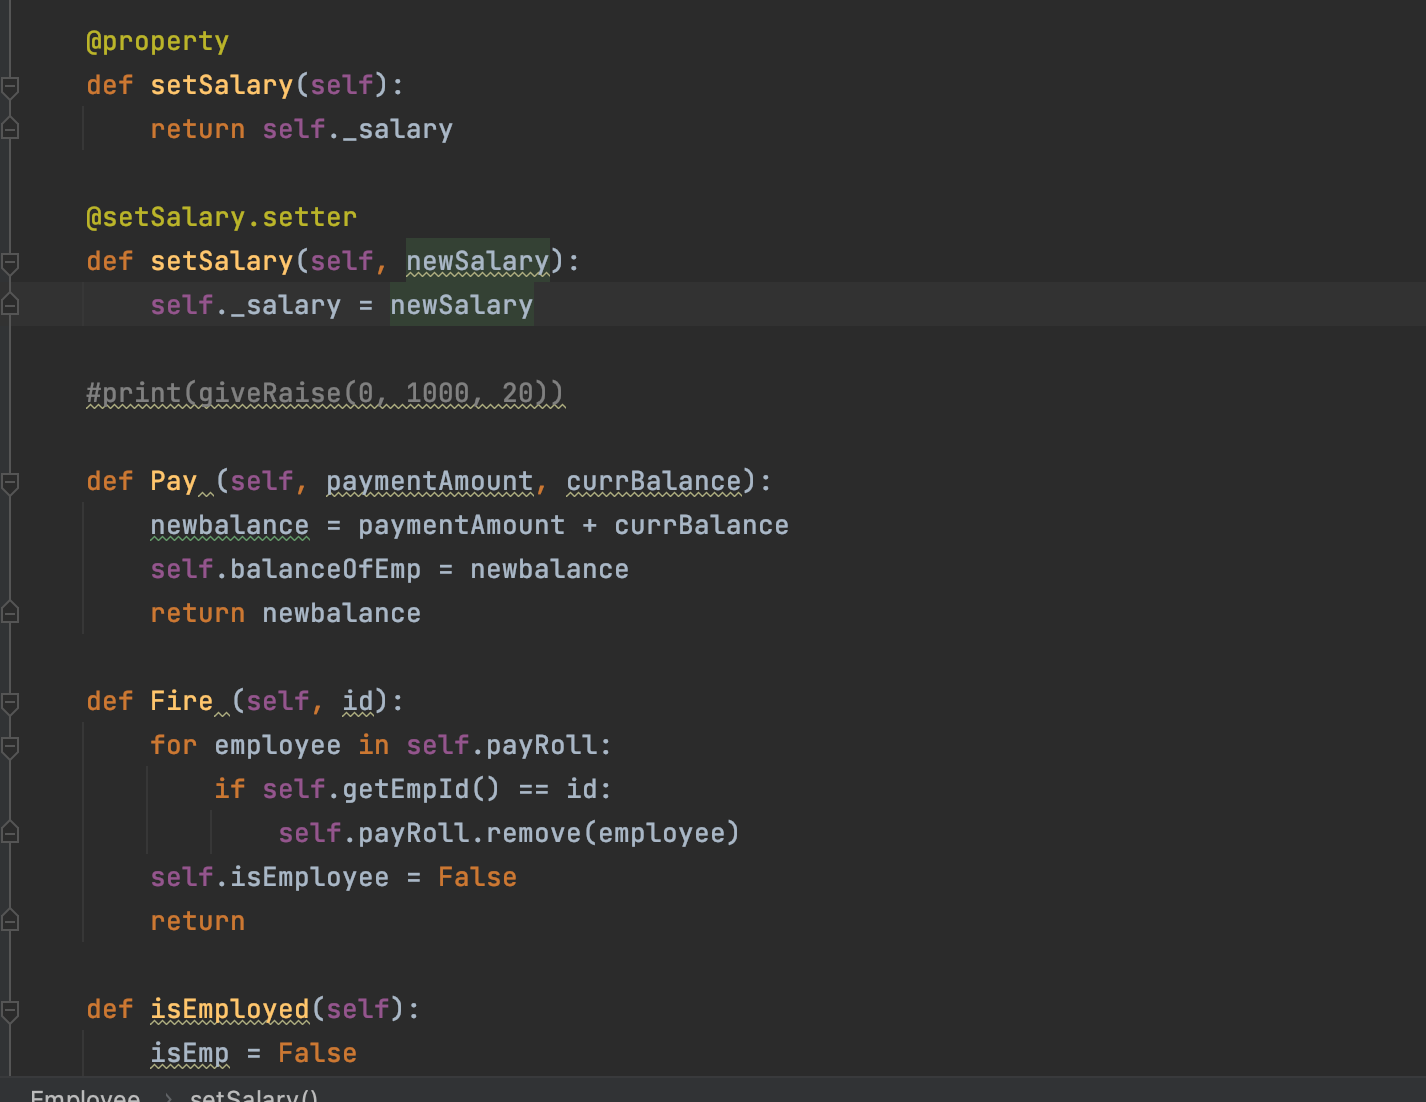 @property
def setSalary(self):
return self._salary
@setSalary.setter
def setSalary(self, newSalary):
self._salary = newSalary
#print(giveRaise(0, 1000, 20))
def Pay (self, paymentAmount, currBalance):
newbalance = paymentAmount + currBalance
self.balanceOfEmp = newbalance
return newbalance
def Fire (self, id):
for employee in self.payRoll:
if self.getEmpId() == id:
self.payRoll.remove(employee)
self.isEmployee = False
return
def isEmployed(self):
isEmp = False
Employee › setSalary()